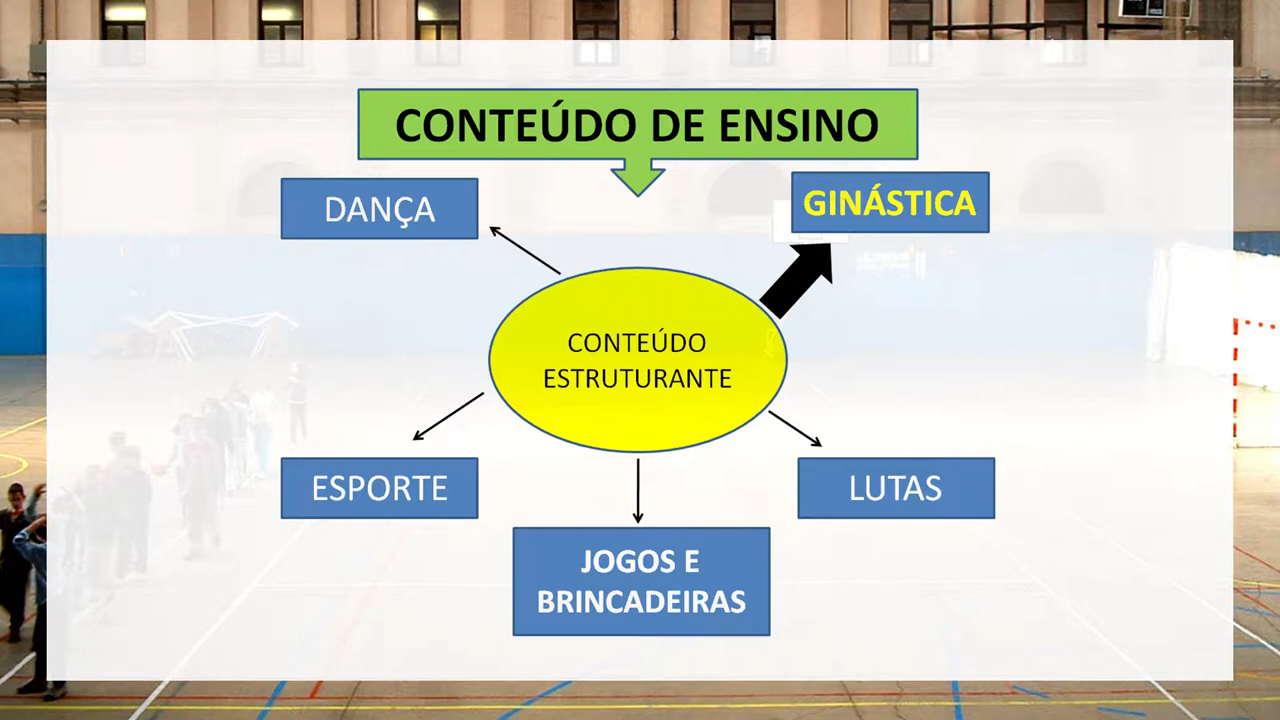 CONTEÚDO DE ENSINO
DANÇA
GINÁSTICA
CONTEÚDO
ESTRUTURANTE
ESPORTE
LUTAS
JOGOS E
BRINCADEIRAS